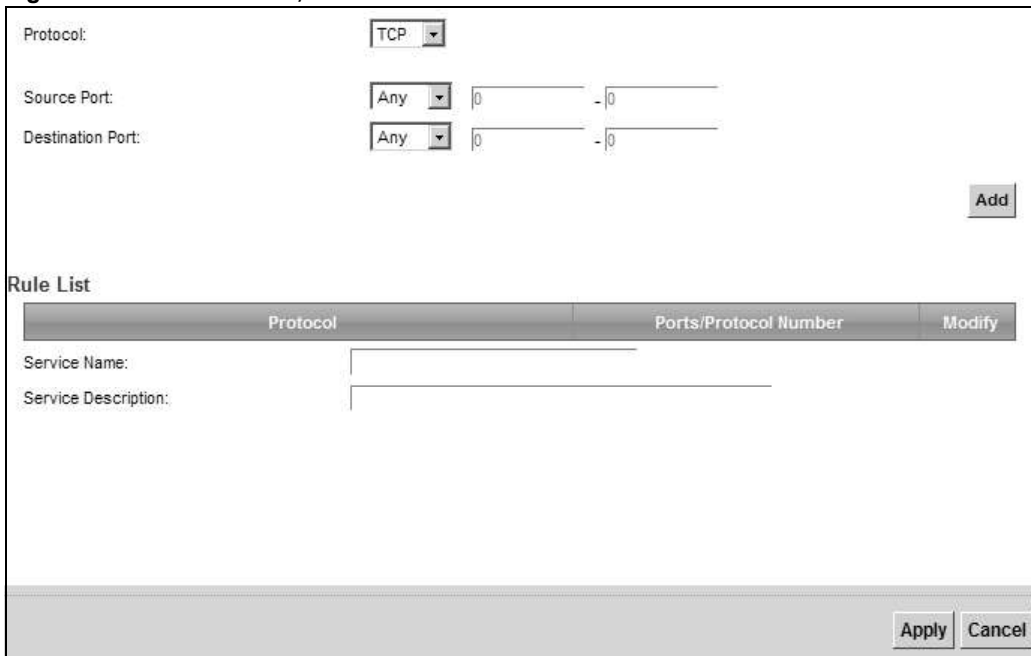 Protocol: TCP
Source Port: Any 0 - 0
Destination Port: Any 0 - 0
Add
Rule List
Protocol Ports/Protocol Number Modify
Service Name:
Service Description:
Apply Cancel